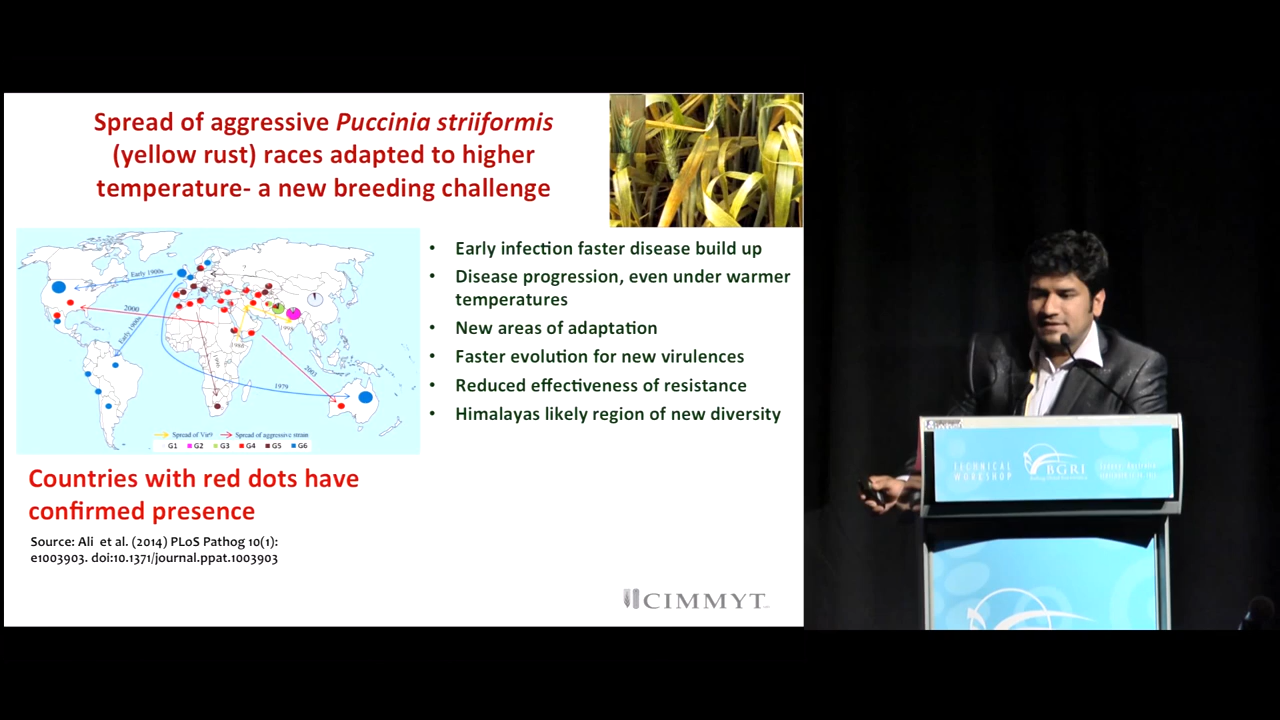 Spread of aggressive Puccinia striiformis
(yellow rust) races adapted to higher
temperature- a new breeding challenge
Early 1900s
?
2000
Early 1900s
1979
2003
• Early infection faster disease build up
• Disease progression, even under warmer
temperatures
• New areas of adaptation
• Faster evolution for new virulences
• Reduced effectiveness of resistance
• Himalayas likely region of new diversity
Spread of Vir9
Spread of aggressive strain
G1 G2 G3 G4 G5 G6
Countries with red dots have
confirmed presence
Source: Ali et al. (2014) PLoS Pathog 10(1):
e1003903. doi:10.1371/journal.ppat.1003903
CIMMYT
TECHNICAL
WORKSHOP
BGRI